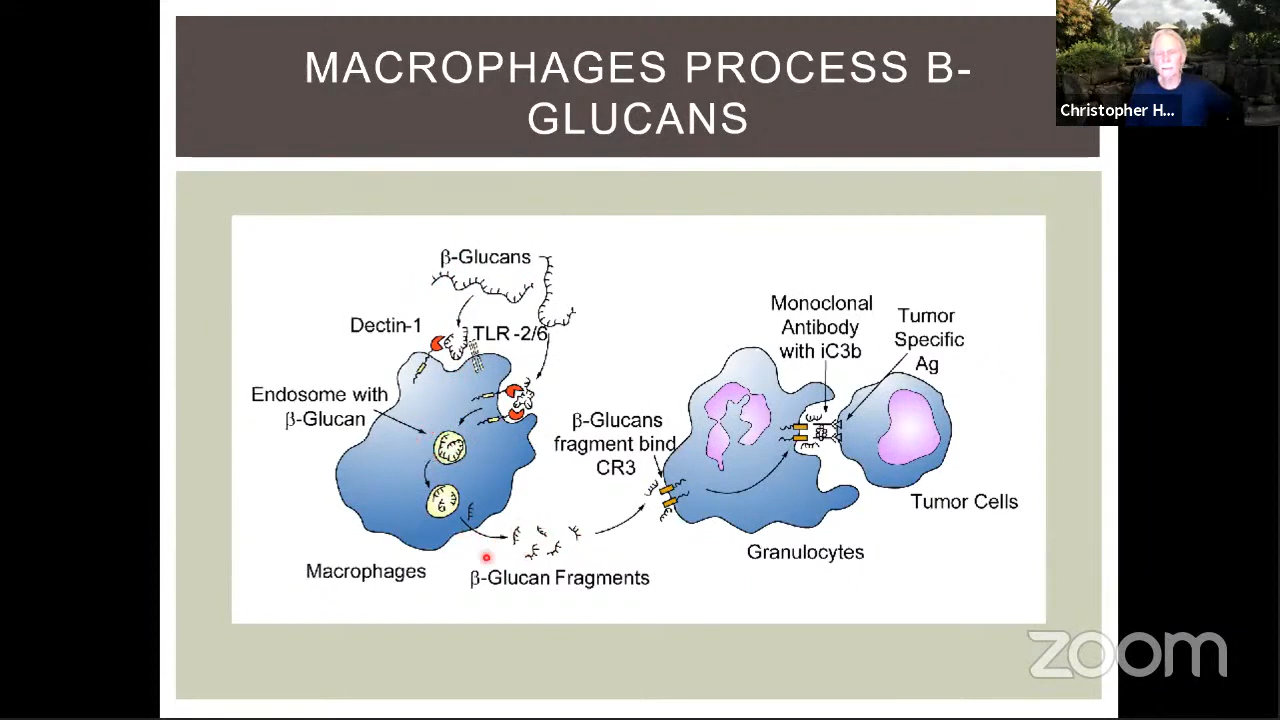 MACROPHAGES PROCESS B-
GLUCANS
Christopher H...
β-Glucans
Dectin-1
TLR-2/6
Endosome with
β-Glucan
Macrophages
β-Glucan Fragments
β-Glucans
fragment bind
CR3
Monoclonal
Antibody
with iC3b
Tumor
Specific
Ag
Tumor Cells
Granulocytes
zoom